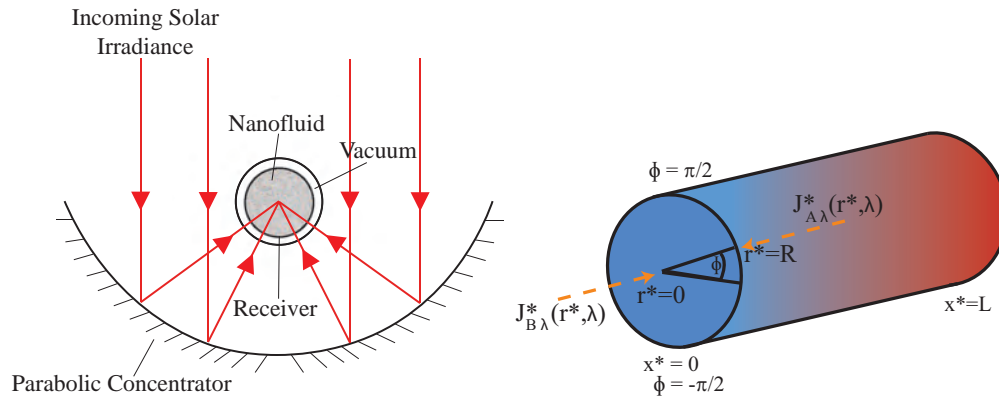 Incoming Solar
Irradiance
Nanofluid
Vacuum
Receiver
Parabolic Concentrator
ϕ = π/2
J*Aλ(r*,λ)
r*=R
ϕ
r*=0
J*Bλ(r*,λ)
x*=L
x* = 0
ϕ = -π/2